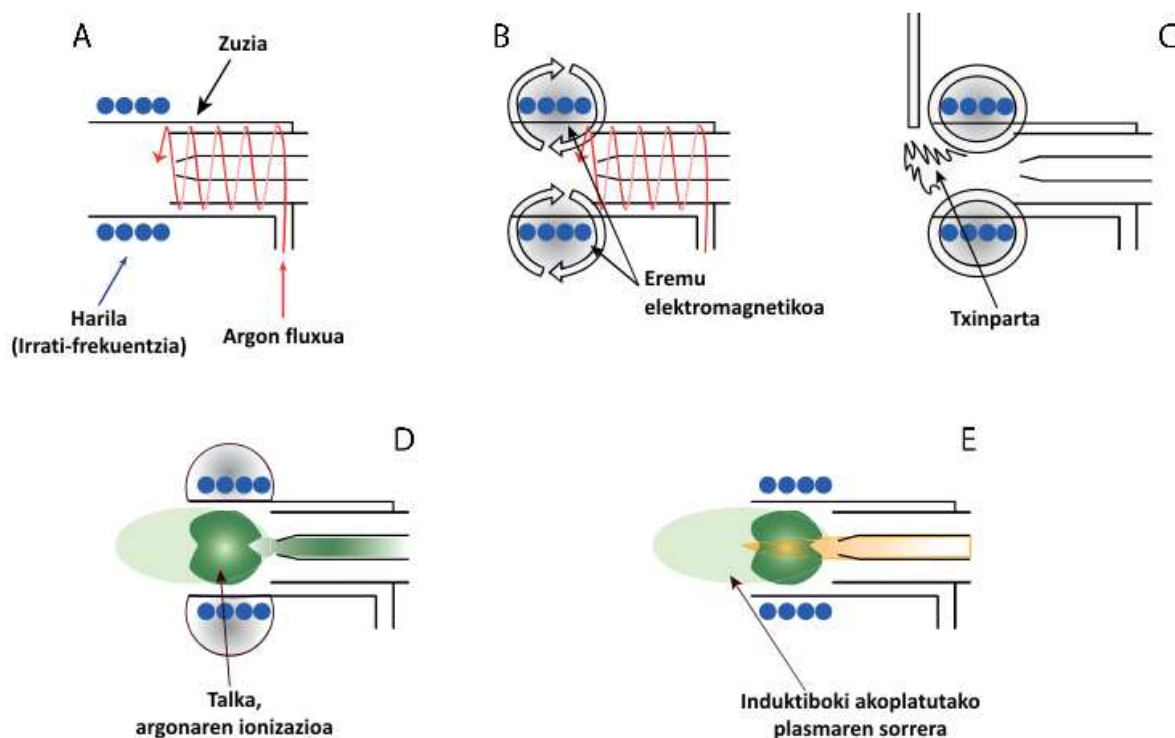 A
Zuzia
Harila
(Irrati-frekuentzia)
Argon fluxua
B
Eremu
elektromagnetikoa
C
Txinparta
D
Talka,
argonaren ionizazioa
E
Induktiboki akoplatutako
plasmaren sorrera